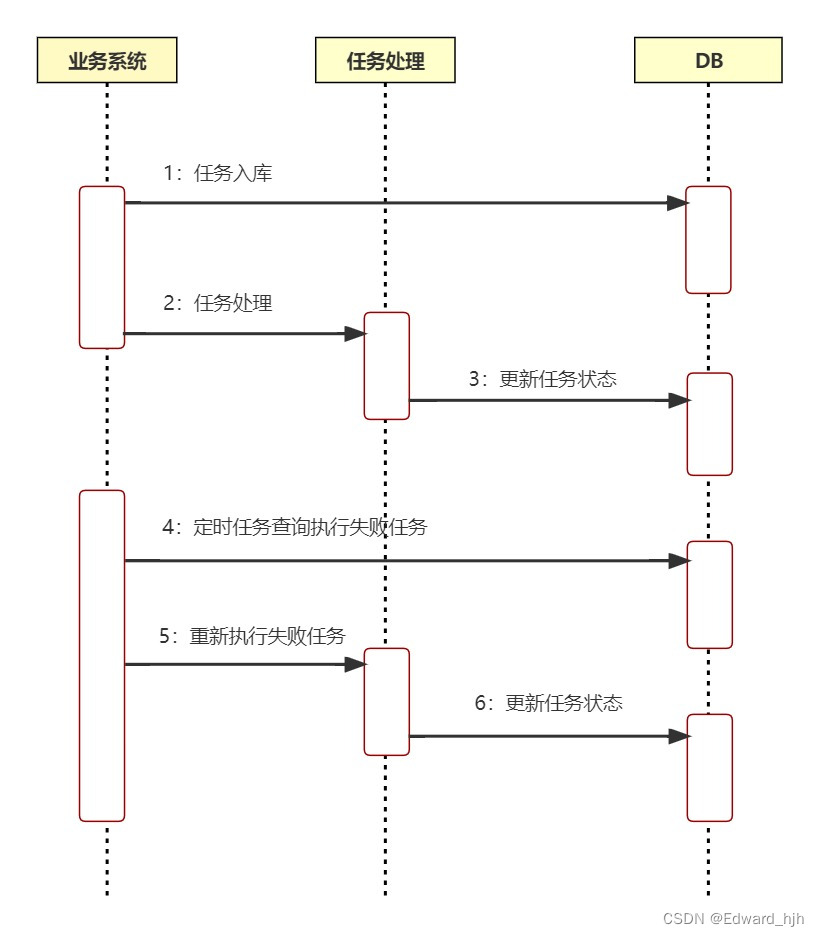 业务系统
任务处理
DB
1：任务入库
2：任务处理
3：更新任务状态
4：定时任务查询执行失败任务
5：重新执行失败任务
6：更新任务状态
CSDN @Edward_hjh